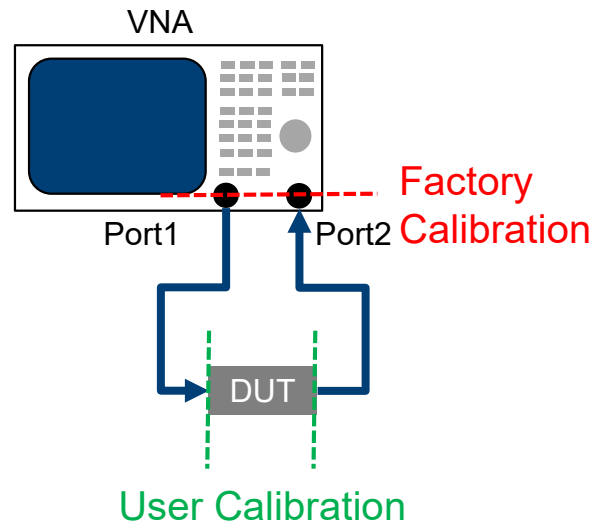 VNA
Factory
Calibration
Port1
Port2
DUT
User Calibration